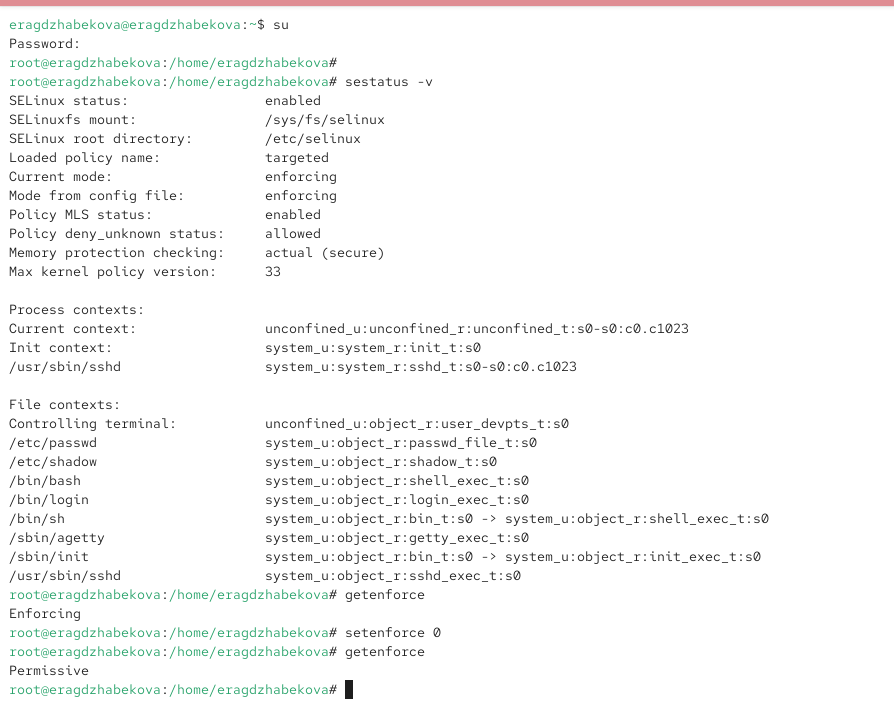 eragdzhabekova@eragdzhabekova:~$ su
Password:
root@eragdzhabekova:/home/eragdzhabekova#
root@eragdzhabekova:/home/eragdzhabekova# sestatus -v
SELinux status:                 enabled
SELinuxfs mount:                /sys/fs/selinux
SELinux root directory:         /etc/selinux
Loaded policy name:             targeted
Current mode:                   enforcing
Mode from config file:          enforcing
Policy MLS status:              enabled
Policy deny_unknown status:     allowed
Memory protection checking:     actual (secure)
Max kernel policy version:      33

Process contexts:
Current context:                unconfined_u:unconfined_r:unconfined_t:s0-s0:c0.c1023
Init context:                   system_u:system_r:init_t:s0
/usr/sbin/sshd                  system_u:system_r:sshd_t:s0-s0:c0.c1023

File contexts:
Controlling terminal:           unconfined_u:object_r:user_devpts_t:s0
/etc/passwd                     system_u:object_r:passwd_file_t:s0
/etc/shadow                     system_u:object_r:shadow_t:s0
/bin/bash                       system_u:object_r:shell_exec_t:s0
/bin/login                      system_u:object_r:login_exec_t:s0
/bin/sh                         system_u:object_r:bin_t:s0 -> system_u:object_r:shell_exec_t:s0
/sbin/agetty                    system_u:object_r:getty_exec_t:s0
/sbin/init                      system_u:object_r:bin_t:s0 -> system_u:object_r:init_exec_t:s0
/usr/sbin/sshd                  system_u:object_r:sshd_exec_t:s0
root@eragdzhabekova:/home/eragdzhabekova# getenforce
Enforcing
root@eragdzhabekova:/home/eragdzhabekova# setenforce 0
root@eragdzhabekova:/home/eragdzhabekova# getenforce
Permissive
root@eragdzhabekova:/home/eragdzhabekova#